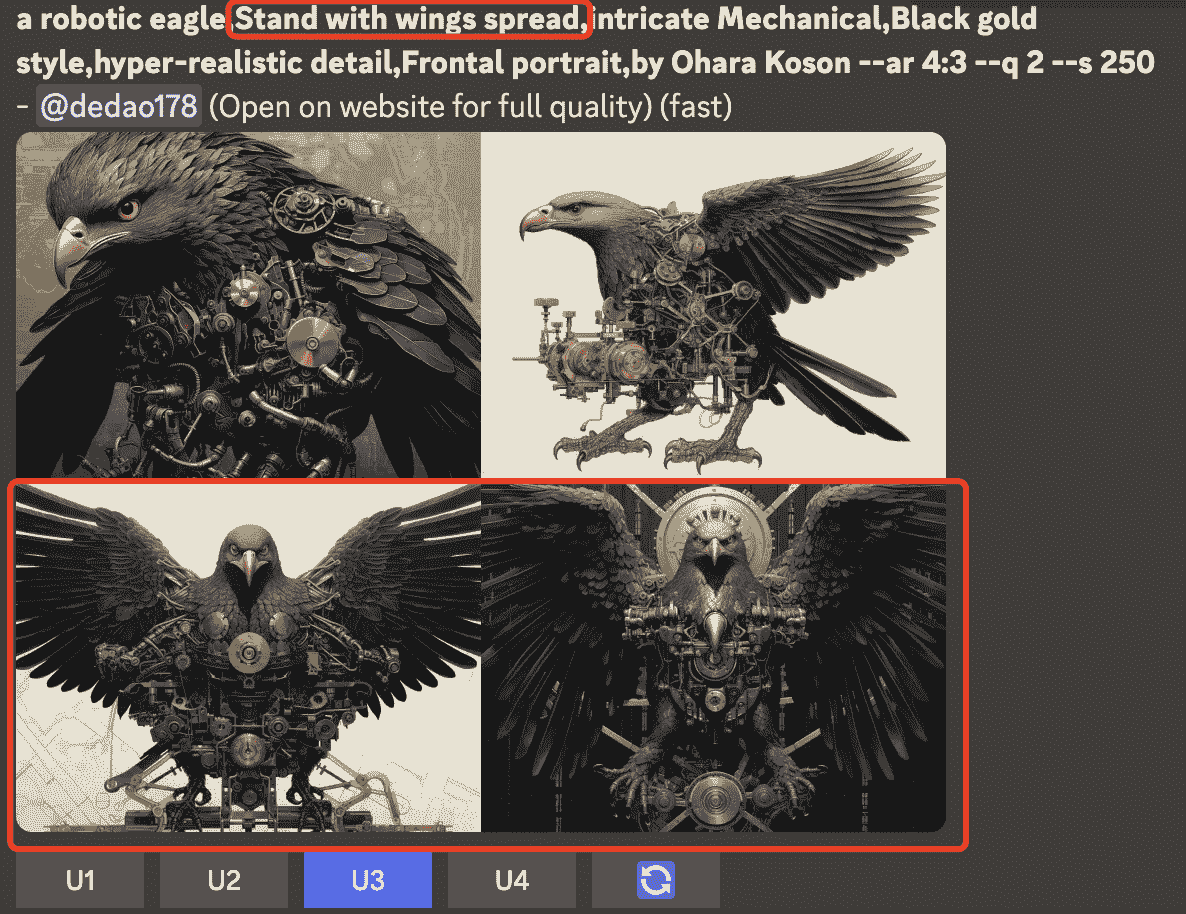 a robotic eagle,Stand with wings spread,intricate Mechanical,Black gold
style,hyper-realistic detail,Frontal portrait,by Ohara Koson --ar 4:3 --q 2 --s 250
- @dedao178 (Open on website for full quality) (fast)
U1 U2 U3 U4